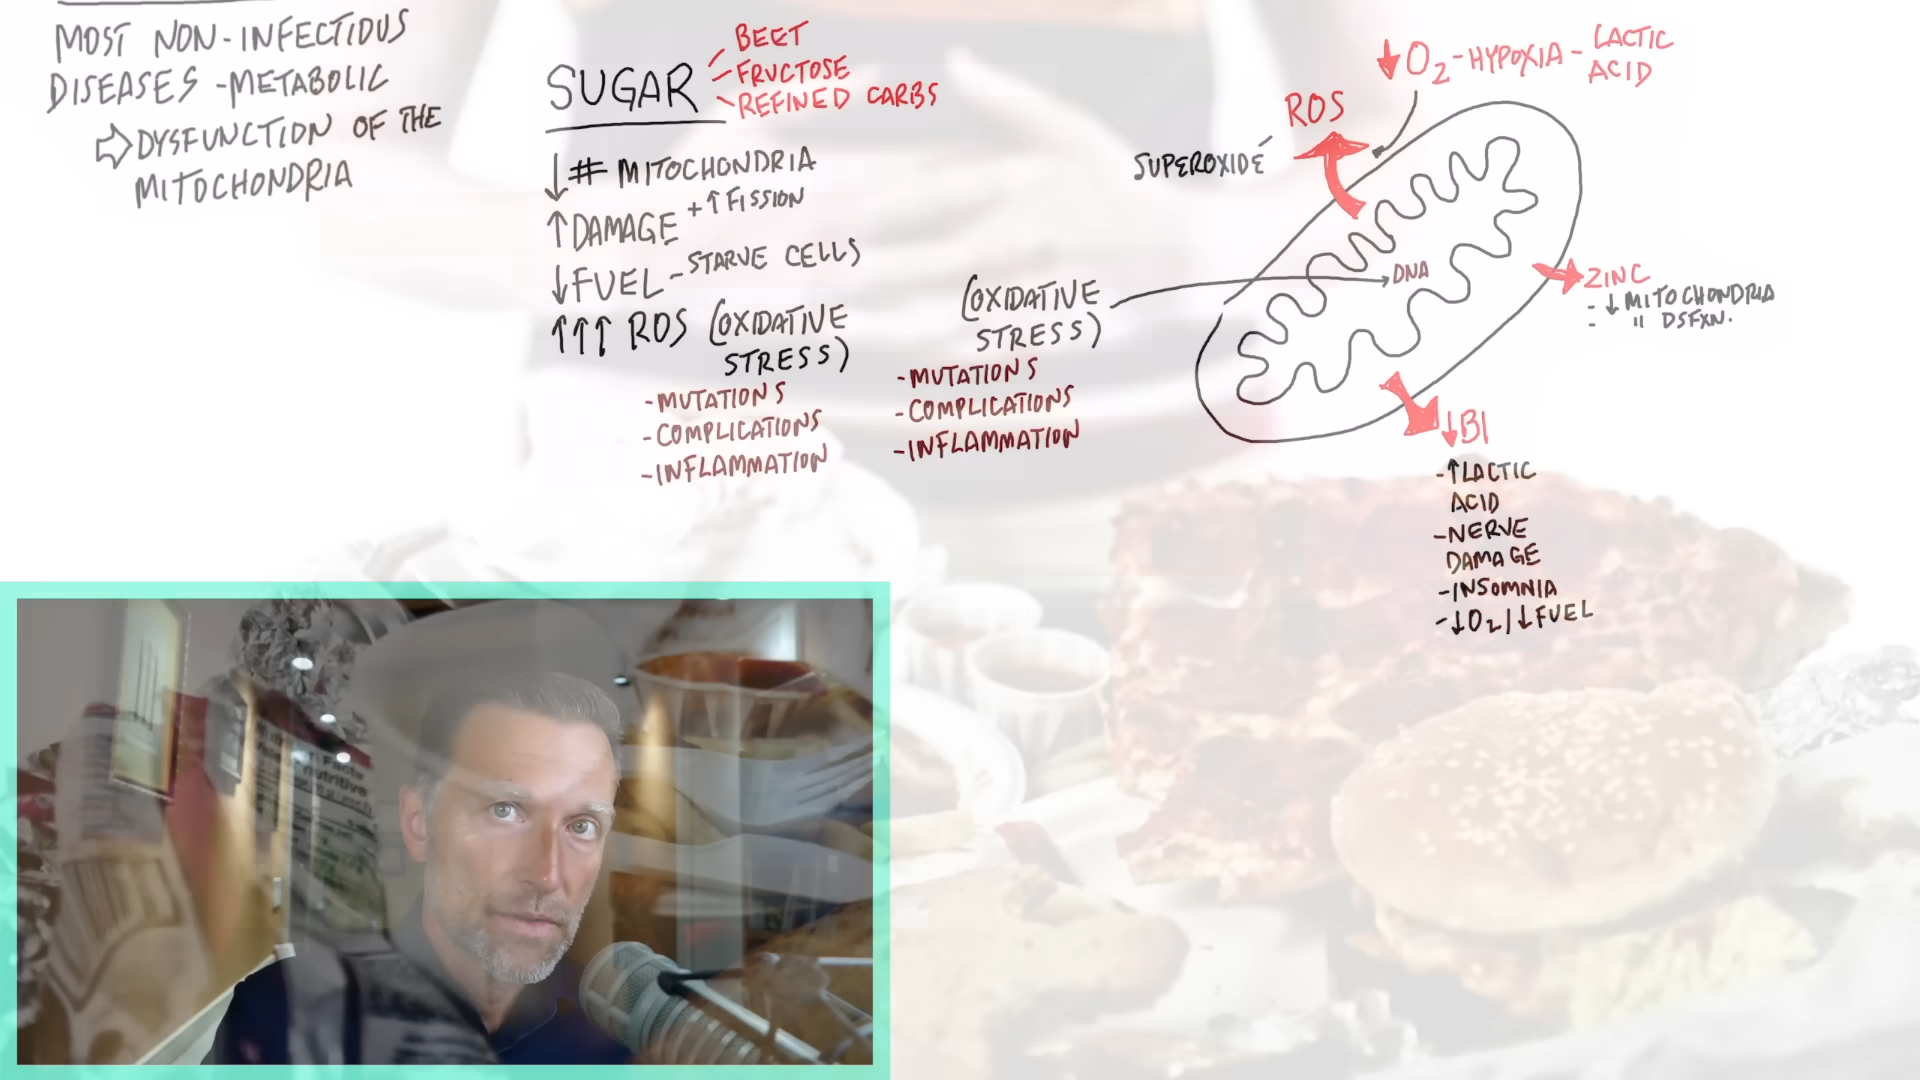 MOST NON-INFECTIOUS
DISEASES -METABOLIC
⇨DYSFUNCTION OF THE
MITOCHONDRIA
SUGAR
BEET
FRUCTOSE
REFINED CARBS
↓# MITOCHONDRIA
↑DAMAGE +↑FISSION
↓FUEL -STARVE CELLS
↑↑↑ ROS (OXIDATIVE
STRESS)
-MUTATIONS
-COMPLICATIONS
-INFLAMMATION
(OXIDATIVE
STRESS)
-MUTATIONS
-COMPLICATIONS
-INFLAMMATION
↓O2-HYPOXIA-LACTIC
ACID
ROS
SUPEROXIDE
DNA
ZINC
-↓MITOCHONDRIA
- " DSFXN.
↓B1
-↑LACTIC
ACID
-NERVE
DAMAGE
-INSOMNIA
-↓O2/↓FUEL
nutritive